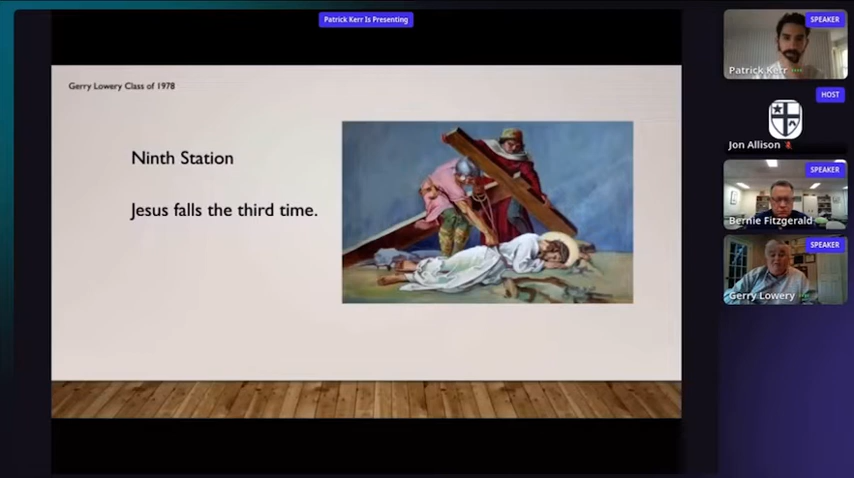 Patrick Kerr Is Presenting
Gerry Lowery Class of 1978
Ninth Station
Jesus falls the third time.
SPEAKER
Patrick Kerr
HOST
Jon Allison
SPEAKER
Bernie Fitzgerald
SPEAKER
Gerry Lowery